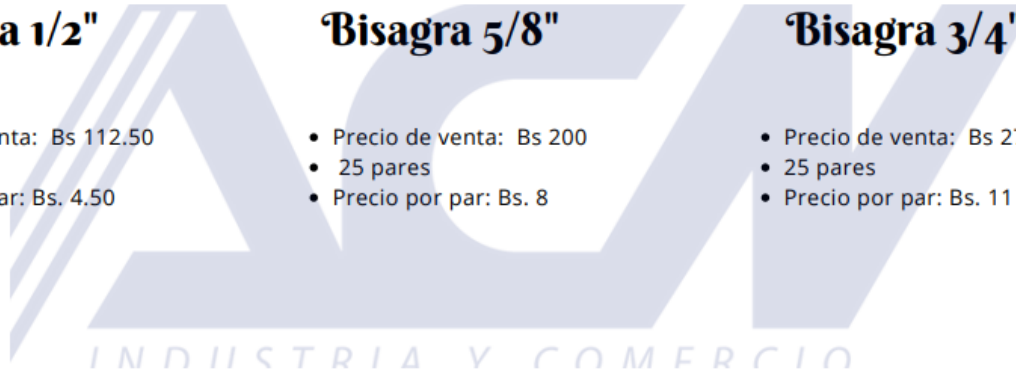 a 1/2"
nta: Bs 112.50
ar: Bs. 4.50
Bisagra 5/8"
• Precio de venta: Bs 200
• 25 pares
• Precio por par: Bs. 8
Bisagra 3/4"
• Precio de venta: Bs 2
• 25 pares
• Precio por par: Bs. 11
ACN
INDUSTRIA Y COMERCIO